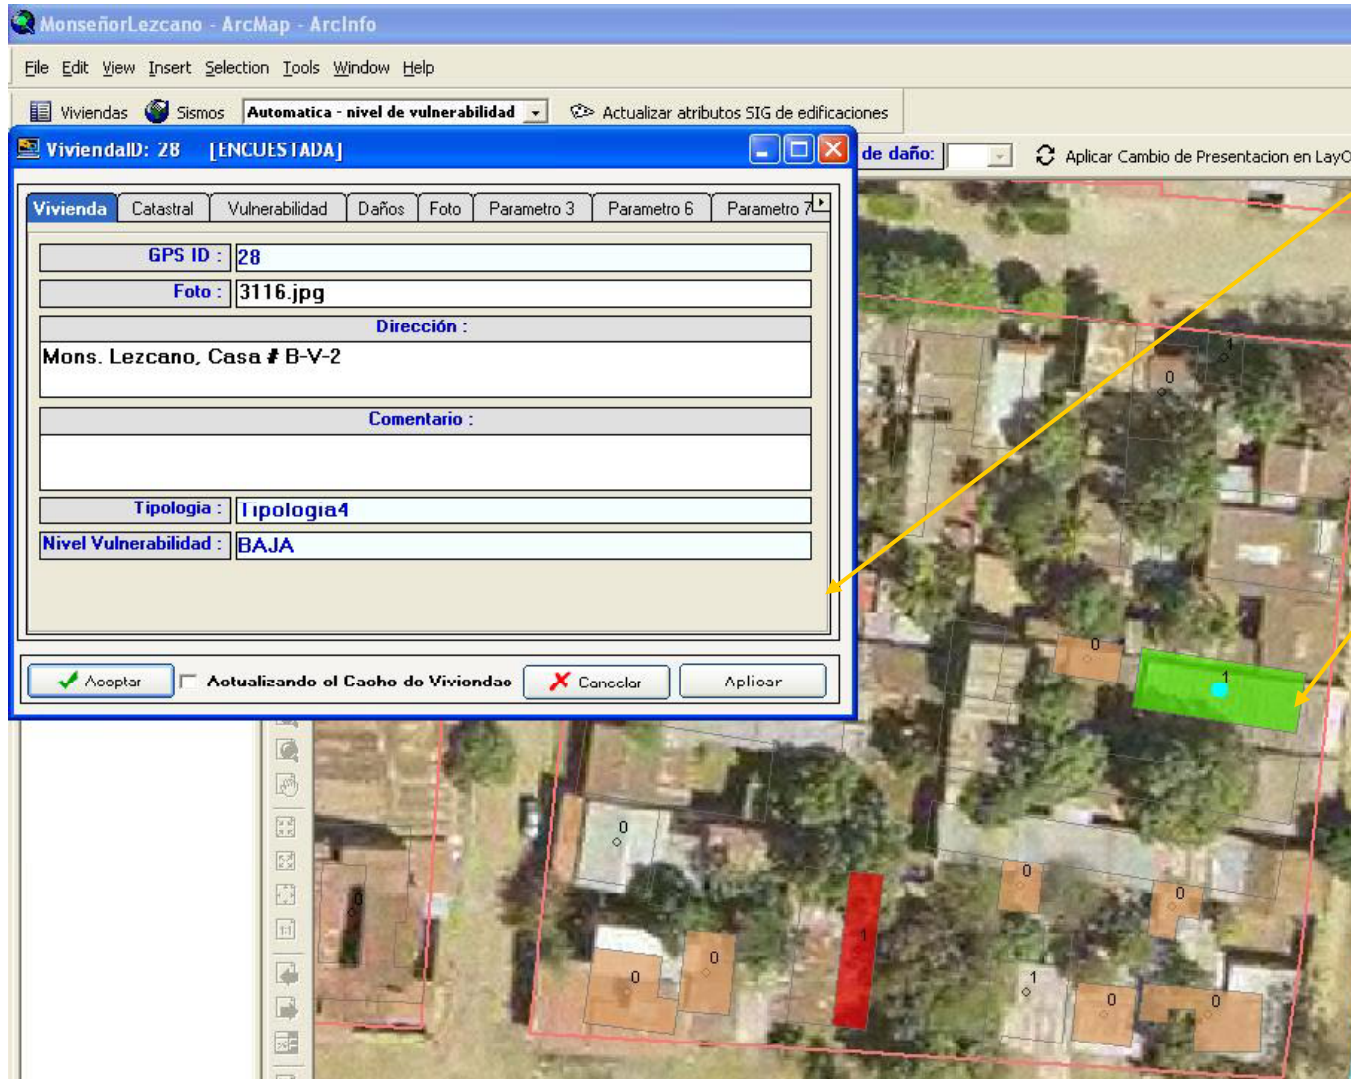 MonseñorLezcano - ArcMap - ArcInfo
File Edit View Insert Selection Tools Window Help
Viviendas Sismos Automatica - nivel de vulnerabilidad Actualizar atributos SIG de edificaciones
ViviendaID: 28 [ENCUESTADA]
de daño: Aplicar Cambio de Presentacion en LayO
Vivienda Catastral Vulnerabilidad Daños Foto Parametro 3 Parametro 6 Parametro 7
GPS ID : 28
Foto : 3116.jpg
Dirección :
Mons. Lezcano, Casa # B-V-2
Comentario :
Tipologia : Tipologia4
Nivel Vulnerabilidad : BAJA
Aceptar Actualizando el Cache de Viviendas Cancelar Aplicar
1
0
0
1
0
0
0
0
1
0
0
0
1
0
0
1:1